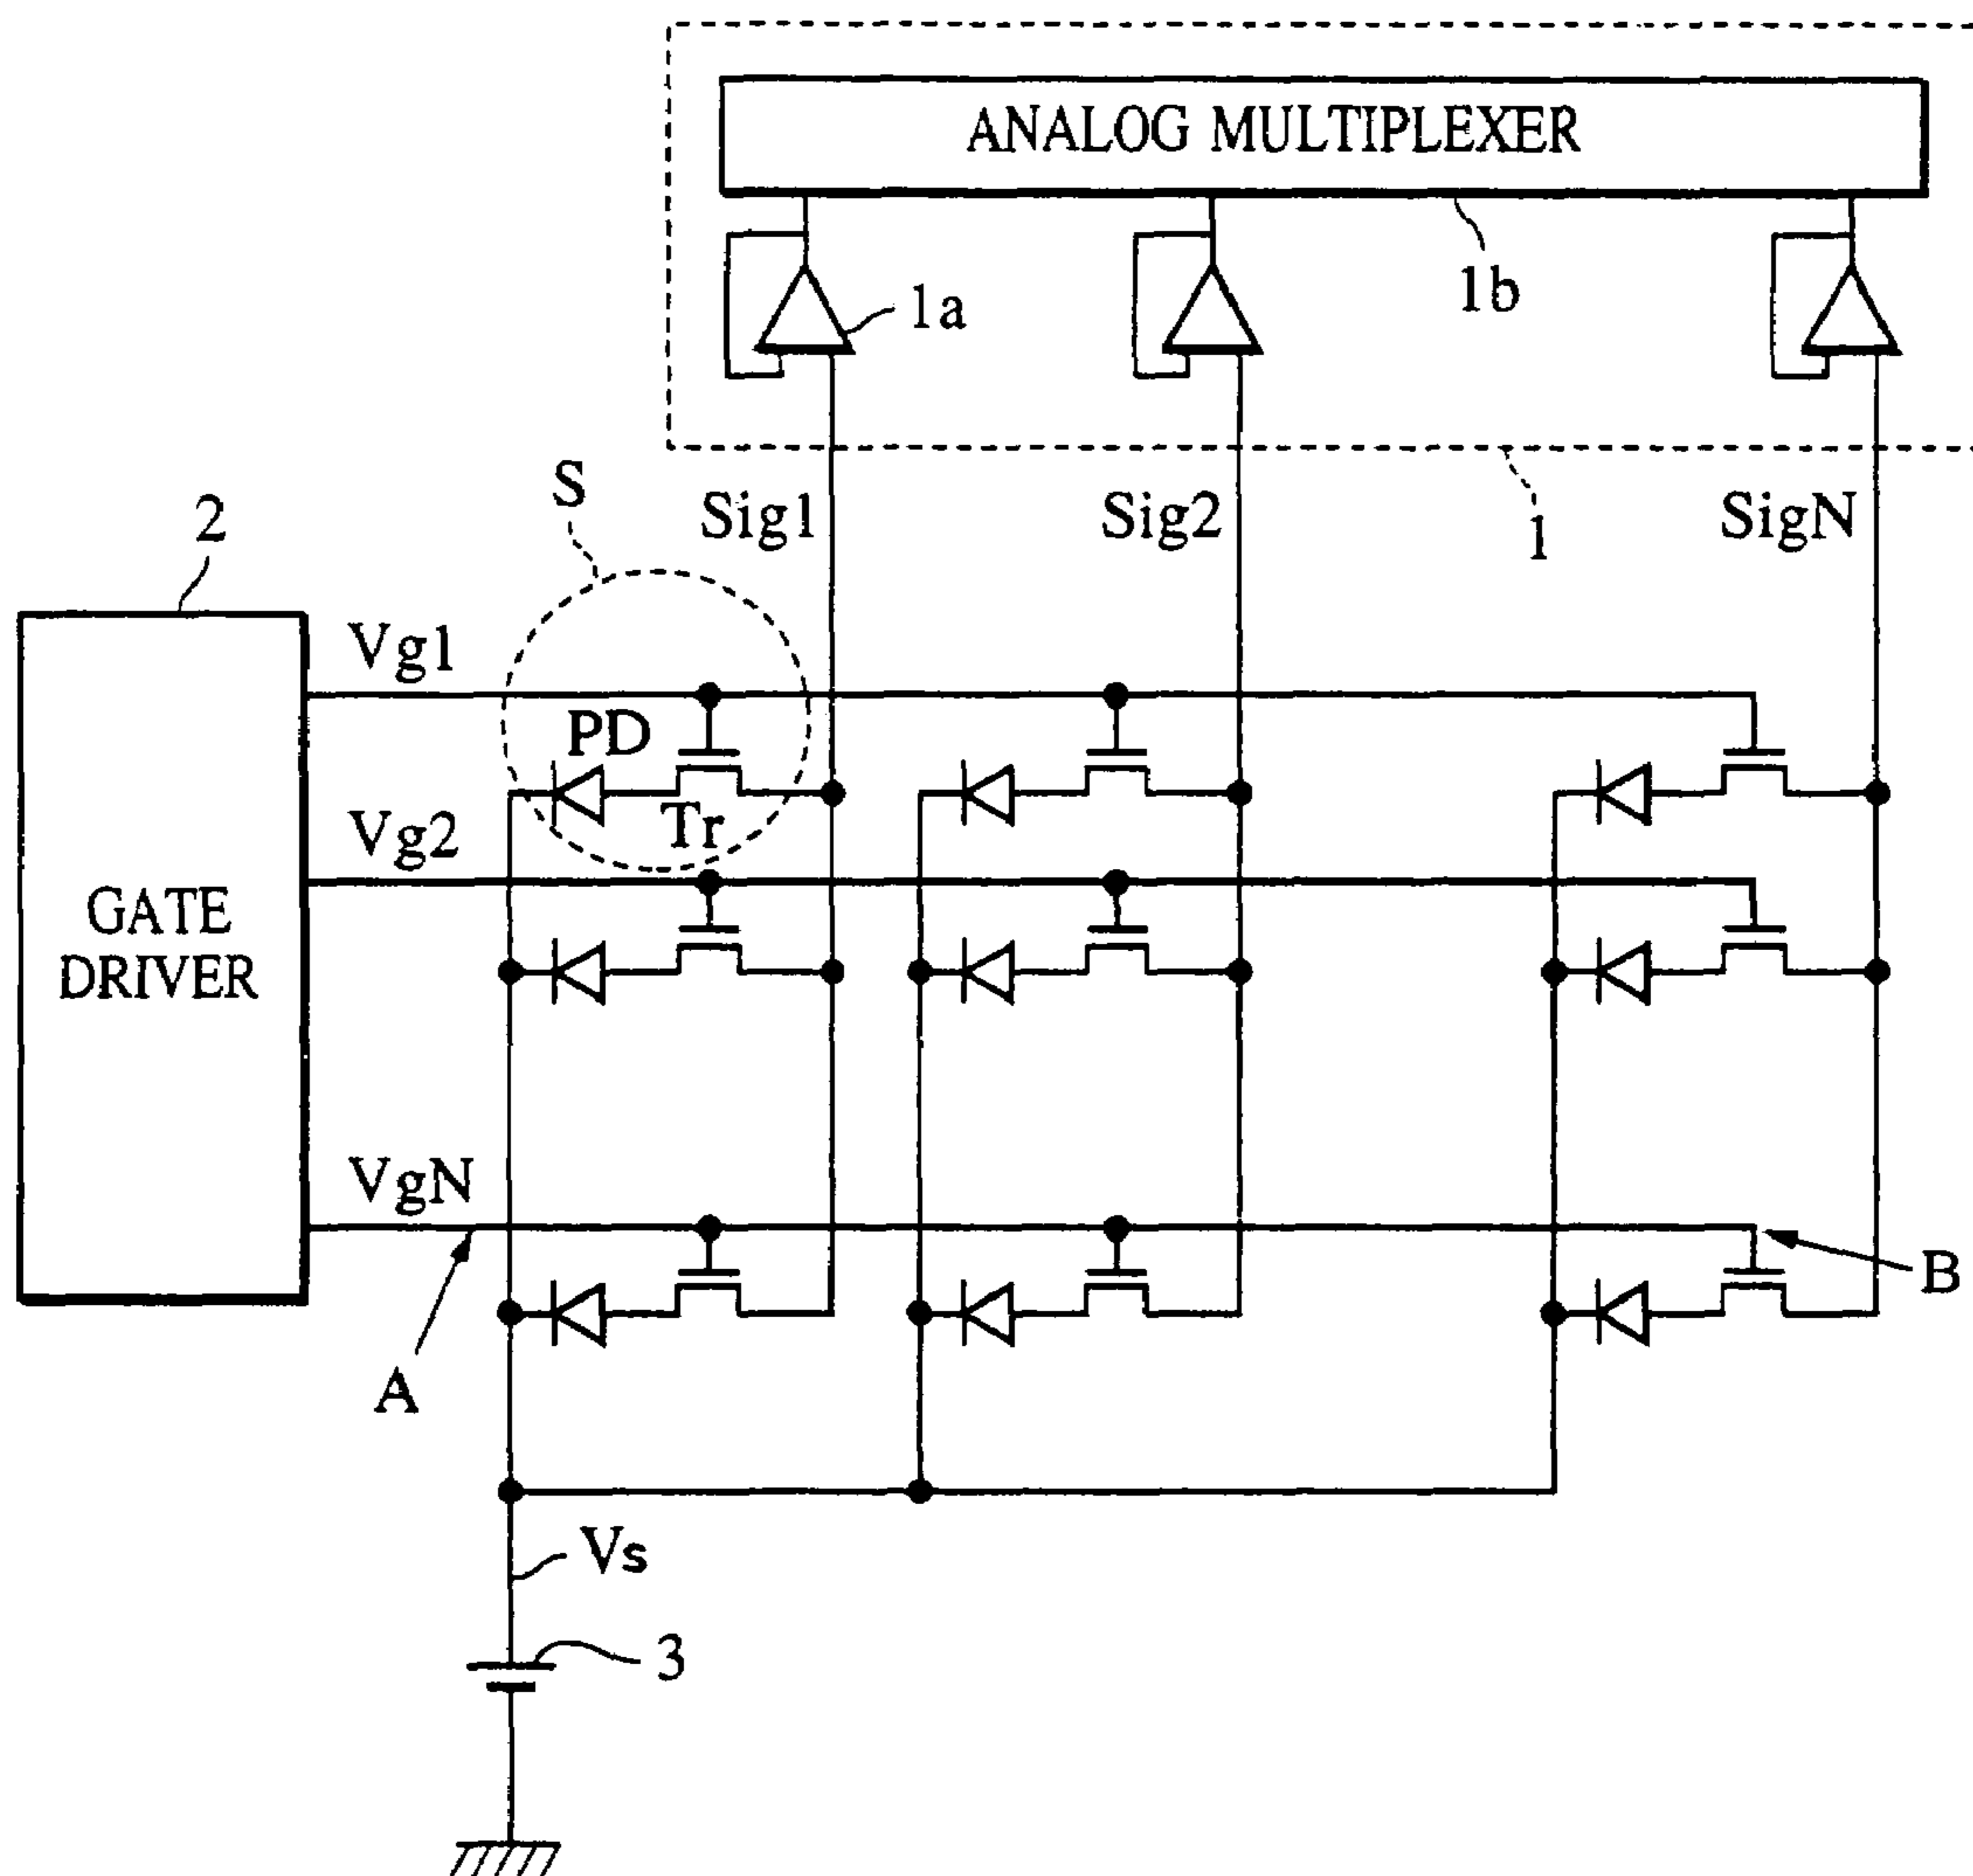 ANALOG MULTIPLEXER
1a
1b
S
Sig1
Sig2
SigN
1
2
Vg1
PD
Tr
Vg2
GATE
DRIVER
VgN
A
B
Vs
3